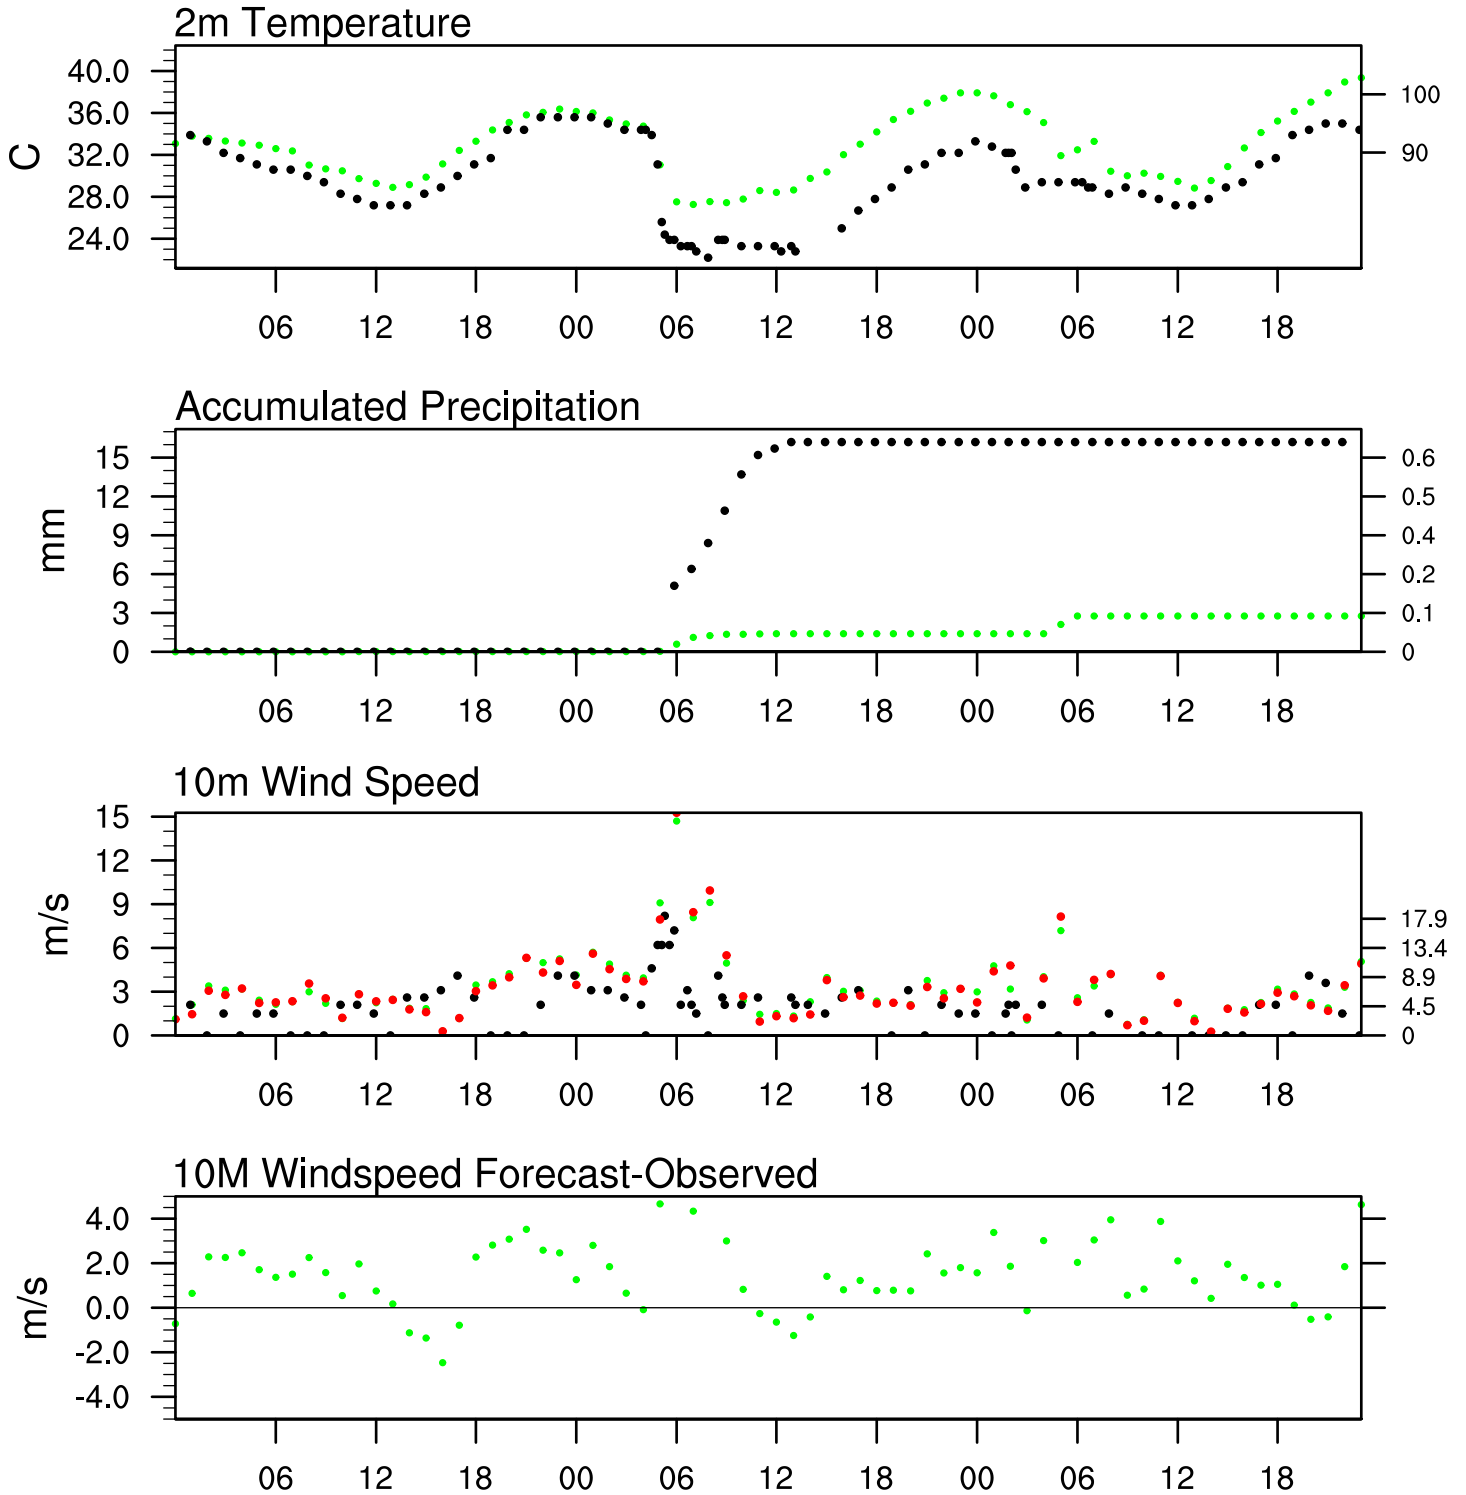 2m Temperature
C
40.0
36.0
32.0
28.0
24.0
100
90
06 12 18 00 06 12 18 00 06 12 18
Accumulated Precipitation
mm
15
12
9
6
3
0
0.6
0.5
0.4
0.2
0.1
0
06 12 18 00 06 12 18 00 06 12 18
10m Wind Speed
m/s
15
12
9
6
3
0
17.9
13.4
8.9
4.5
0
06 12 18 00 06 12 18 00 06 12 18
10M Windspeed Forecast-Observed
m/s
4.0
2.0
0.0
-2.0
-4.0
06 12 18 00 06 12 18 00 06 12 18